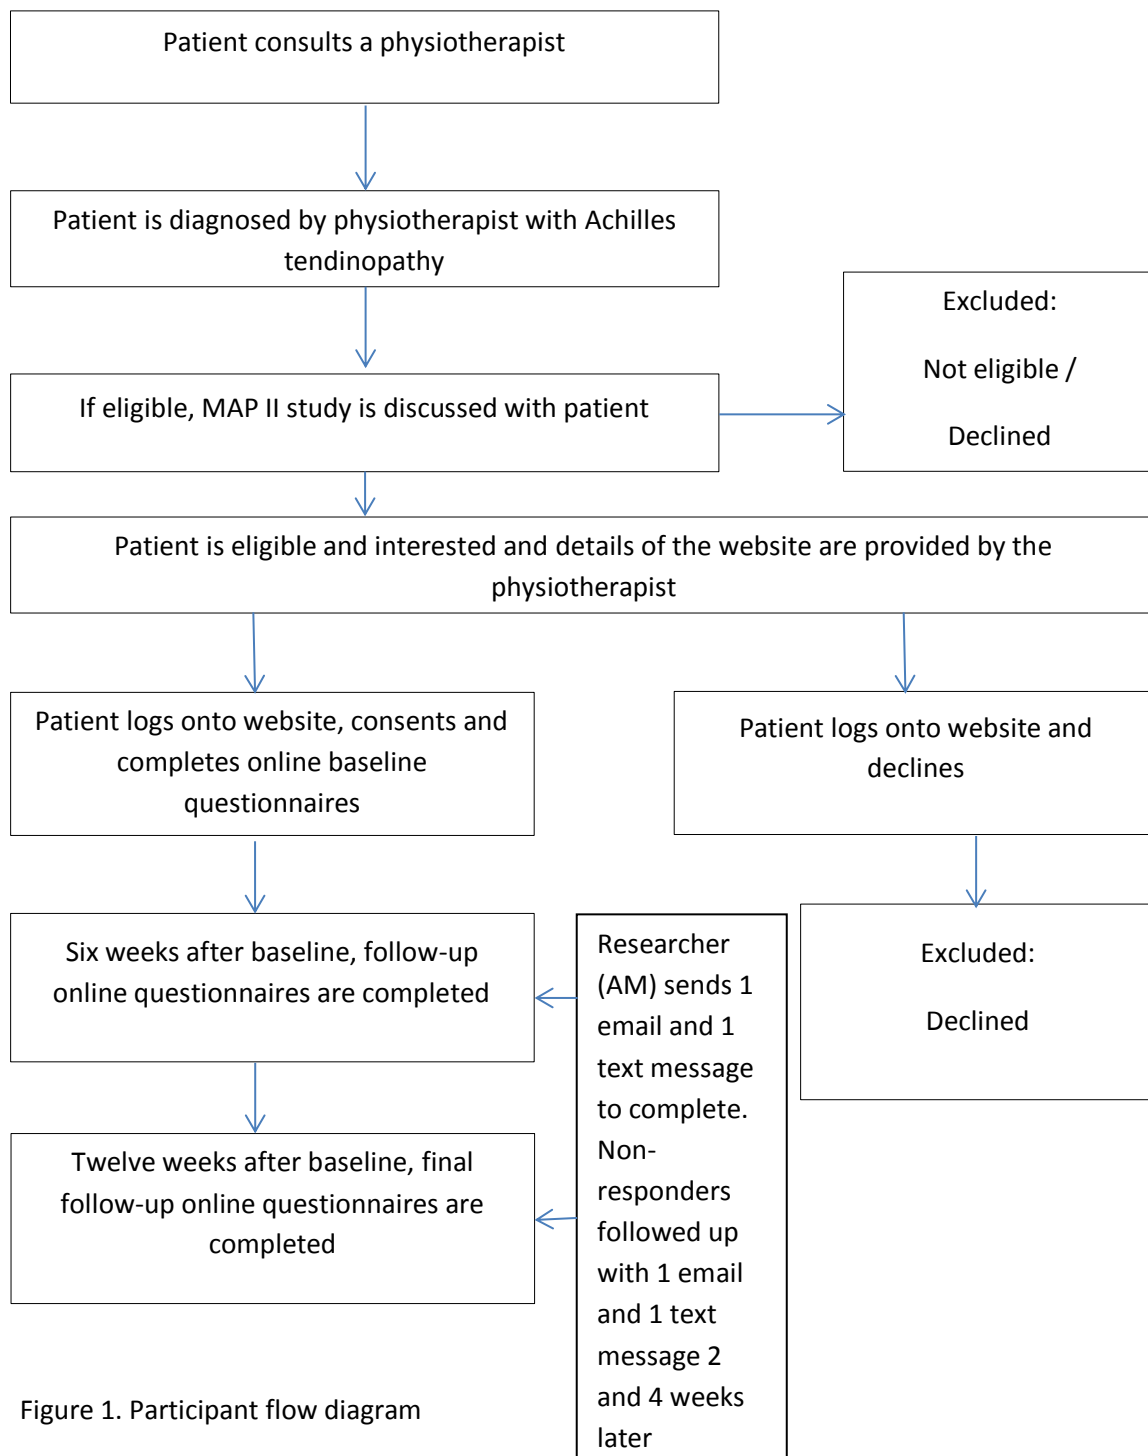 Patient consults a physiotherapist
Patient is diagnosed by physiotherapist with Achilles
tendinopathy
Excluded:
Not eligible /
Declined
If eligible, MAP II study is discussed with patient
Patient is eligible and interested and details of the website are provided by the
physiotherapist
Patient logs onto website, consents and
completes online baseline
questionnaires
Patient logs onto website and
declines
Six weeks after baseline, follow-up
online questionnaires are completed
Researcher
(AM) sends 1
email and 1
text message
to complete.
Non-
responders
followed up
with 1 email
and 1 text
message 2
and 4 weeks
later
Excluded:
Declined
Twelve weeks after baseline, final
follow-up online questionnaires are
completed
Figure 1. Participant flow diagram